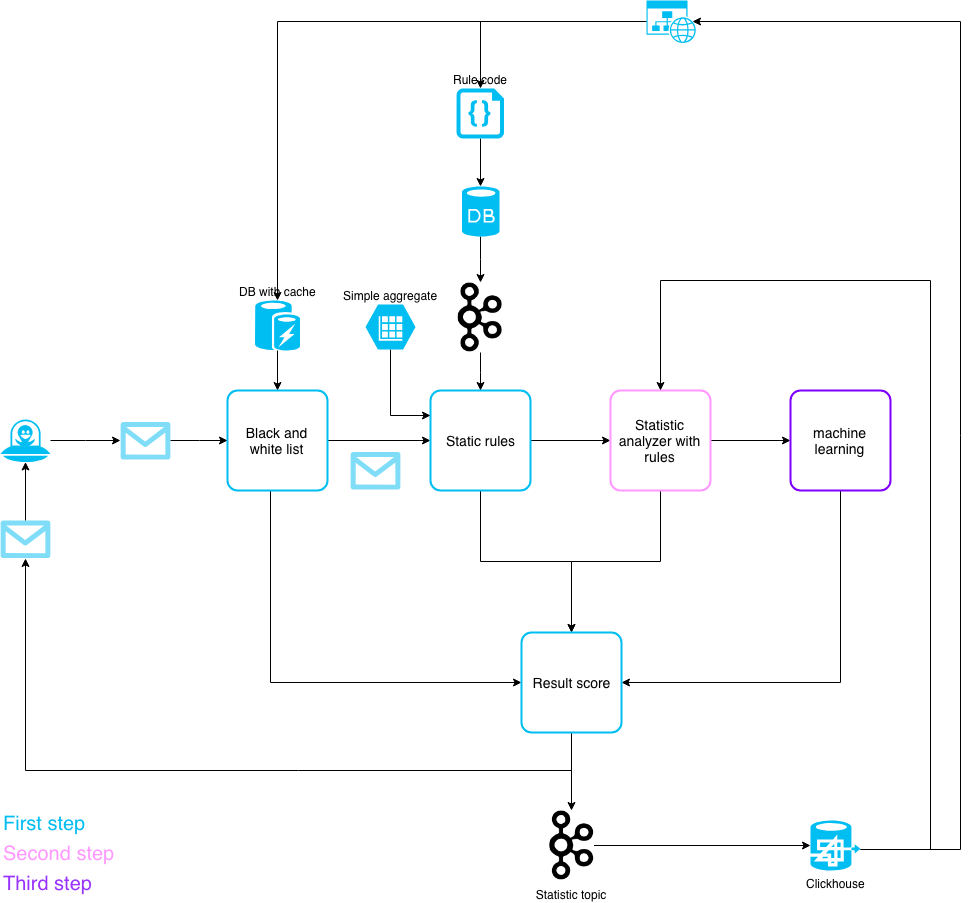 Rule code
{}
DB
DB with cache
Simple aggregate
Black and
white list
Static rules
Statistic
analyzer with
rules
machine
learning
Result score
First step
Second step
Third step
Statistic topic
Clickhouse